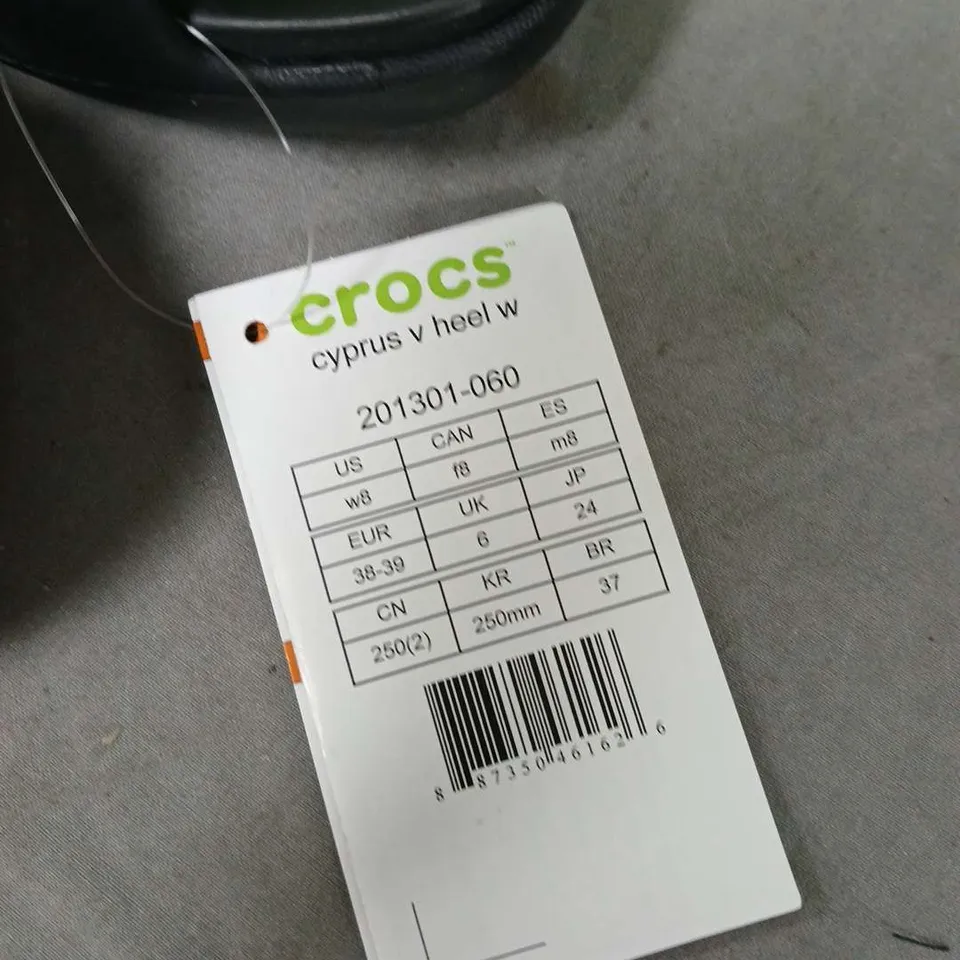 crocs™
cyprus v heel w
201301-060
US CAN ES
w8 f8 m8
EUR UK JP
38-39 6 24
CN KR BR
250(2) 250mm 37
8 87350 46162 6